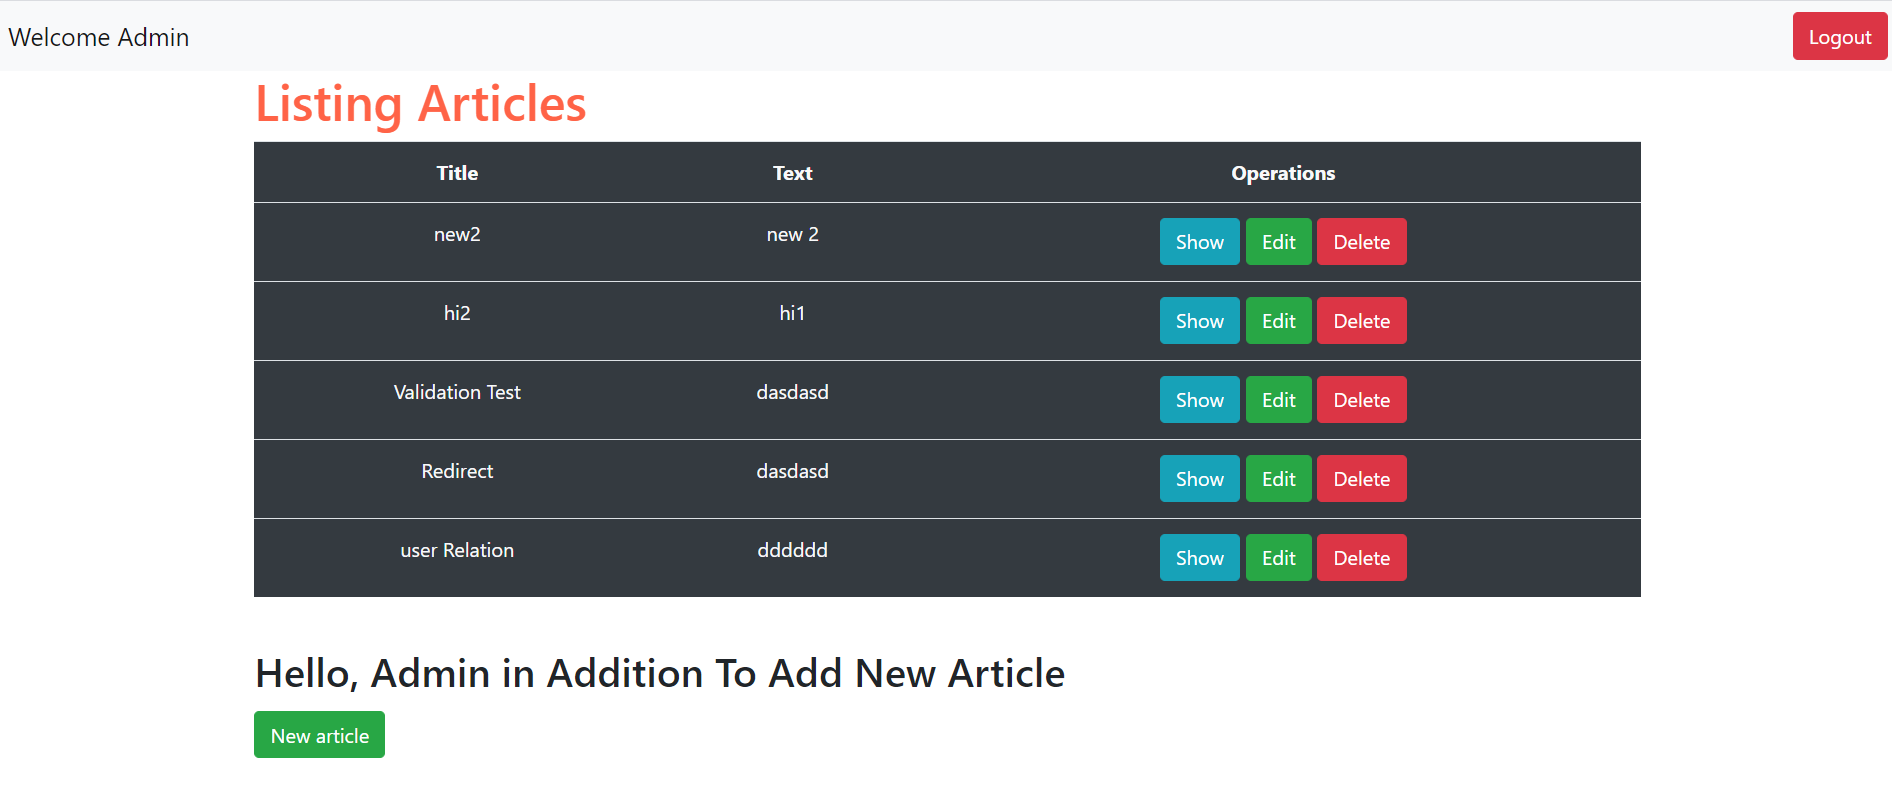 Welcome Admin Logout
Listing Articles
Title Text Operations
new2 new 2 Show Edit Delete
hi2 hi1 Show Edit Delete
Validation Test dasdasd Show Edit Delete
Redirect dasdasd Show Edit Delete
user Relation dddddd Show Edit Delete
Hello, Admin in Addition To Add New Article
New article